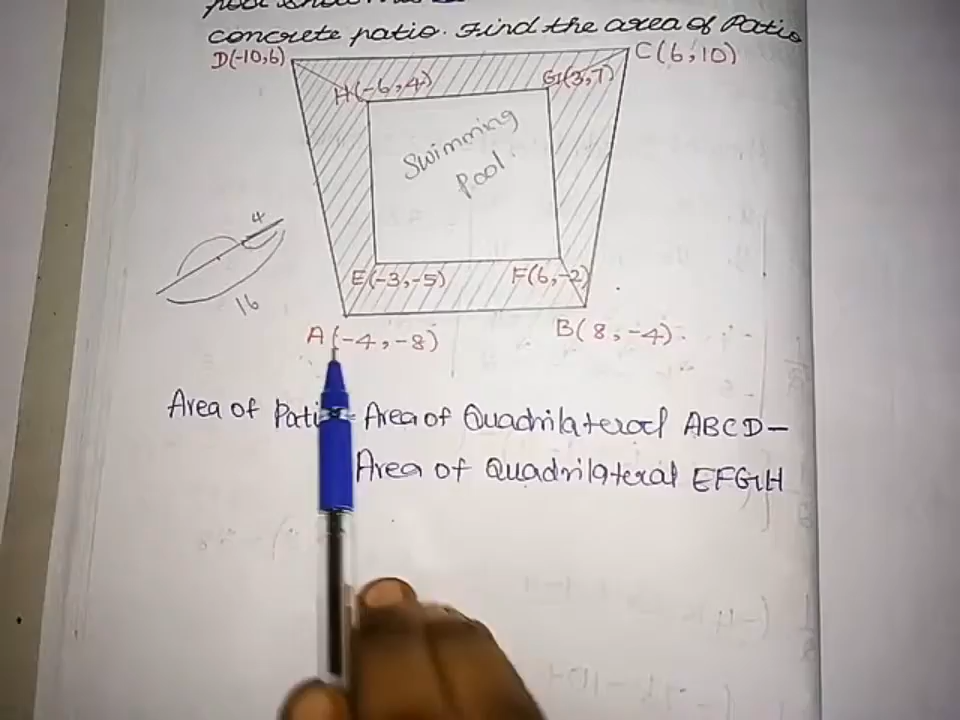 concrete patio. Find the area of Patio
D(-10,6)
C(6,10)
H(-6,4)
G(3,7)
Swimming
Pool.
4
16
E(-3,-5)
F(6,-2)
A(-4,-8)
B(8,-4).
Area of Patio = Area of Quadrilateral ABCD-
Area of Quadrilateral EFGH